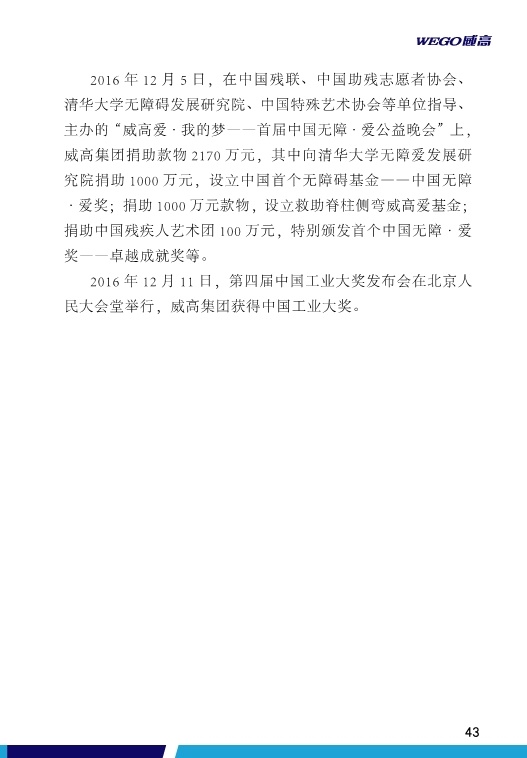 WEGO威高
2016 年 12 月 5 日，在中国残联、中国助残志愿者协会、
清华大学无障碍发展研究院、中国特殊艺术协会等单位指导、
主办的“威高爱 · 我的梦——首届中国无障 · 爱公益晚会”上，
威高集团捐助款物 2170 万元，其中向清华大学无障爱发展研
究院捐助 1000 万元，设立中国首个无障碍基金——中国无障
· 爱奖；捐助 1000 万元款物，设立救助脊柱侧弯威高爱基金；
捐助中国残疾人艺术团 100 万元，特别颁发首个中国无障 · 爱
奖——卓越成就奖等。
2016 年 12 月 11 日，第四届中国工业大奖发布会在北京人
民大会堂举行，威高集团获得中国工业大奖。
43